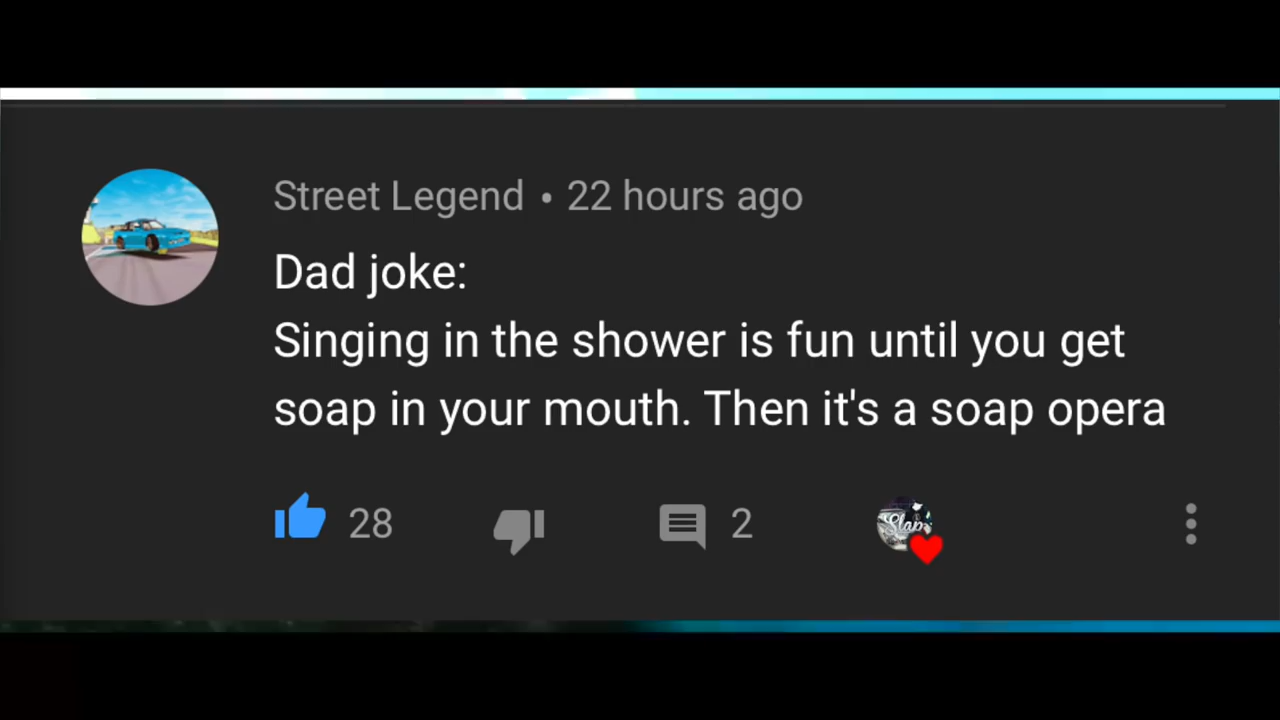 Street Legend • 22 hours ago
Dad joke:
Singing in the shower is fun until you get
soap in your mouth. Then it's a soap opera
28 2 Slap